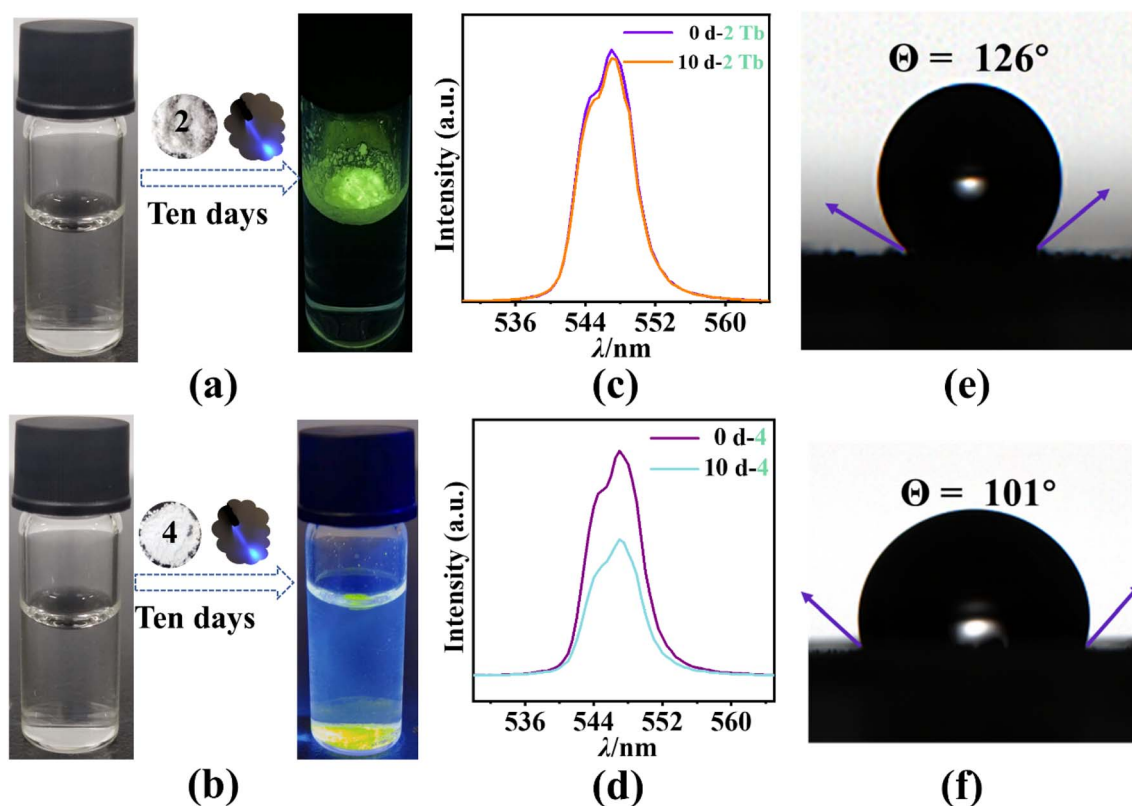 2
Ten days
(a)
0 d-2 Tb
10 d-2 Tb
Intensity (a.u.)
536 544 552 560
λ/nm
(c)
Θ = 126°
(e)
4
Ten days
(b)
0 d-4
10 d-4
Intensity (a.u.)
536 544 552 560
λ/nm
(d)
Θ = 101°
(f)